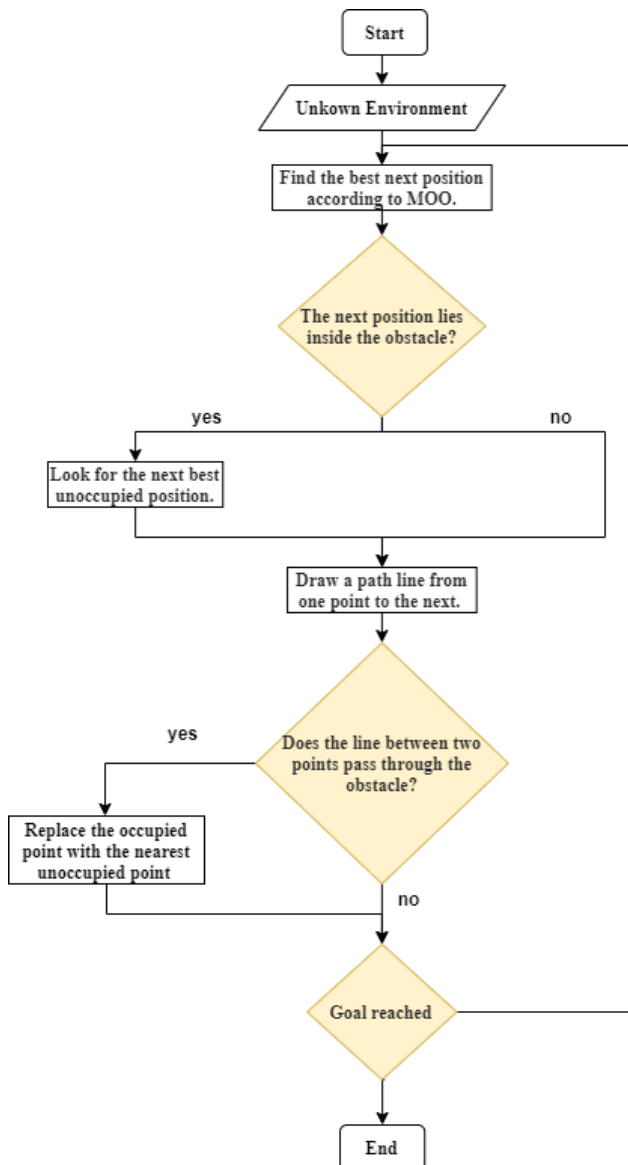 Start
Unkown Environment
Find the best next position
according to MOO.
The next position lies
inside the obstacle?
yes
no
Look for the next best
unoccupied position.
Draw a path line from
one point to the next.
yes
Does the line between two
points pass through the
obstacle?
Replace the occupied
point with the nearest
unoccupied point
no
Goal reached
End